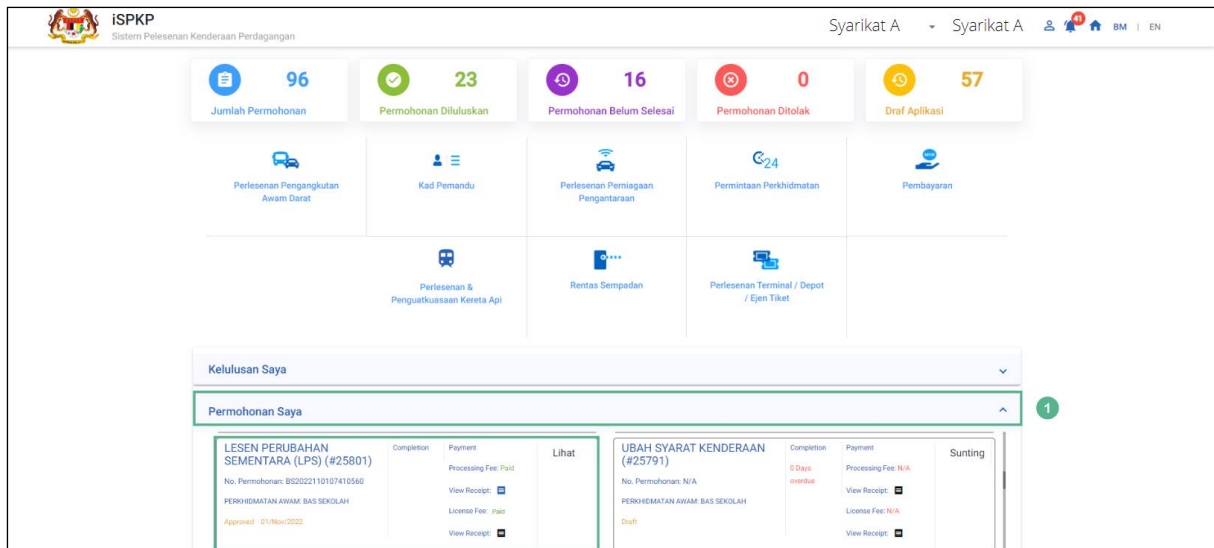 iSPKP
Sistem Pelesenan Kenderaan Perdagangan
Syarikat A
Syarikat A
41
BM | EN
96
Jumlah Permohonan
23
Permohonan Diluluskan
16
Permohonan Belum Selesai
0
Permohonan Ditolak
57
Draf Aplikasi
Perlesenan Pengangkutan
Awam Darat
Kad Pemandu
Perlesenan Perniagaan
Pengantaraan
24
Permintaan Perkhidmatan
Pembayaran
Perlesenan &
Penguatkuasaan Kereta Api
Rentas Sempadan
Perlesenan Terminal / Depot
/ Ejen Tiket
Kelulusan Saya
Permohonan Saya
1
LESEN PERUBAHAN
SEMENTARA (LPS) (#25801)
No. Permohonan: BS2022110107410560
PERKHIDMATAN AWAM: BAS SEKOLAH
Approved 01/Nov/2022
Completion
Payment
Processing Fee: Paid
View Receipt:
License Fee: Paid
View Receipt:
Lihat
UBAH SYARAT KENDERAAN
(#25791)
No. Permohonan: N/A
PERKHIDMATAN AWAM: BAS SEKOLAH
Draft
Completion
0 Days
overdue
Payment
Processing Fee: N/A
View Receipt:
License Fee: N/A
View Receipt:
Sunting